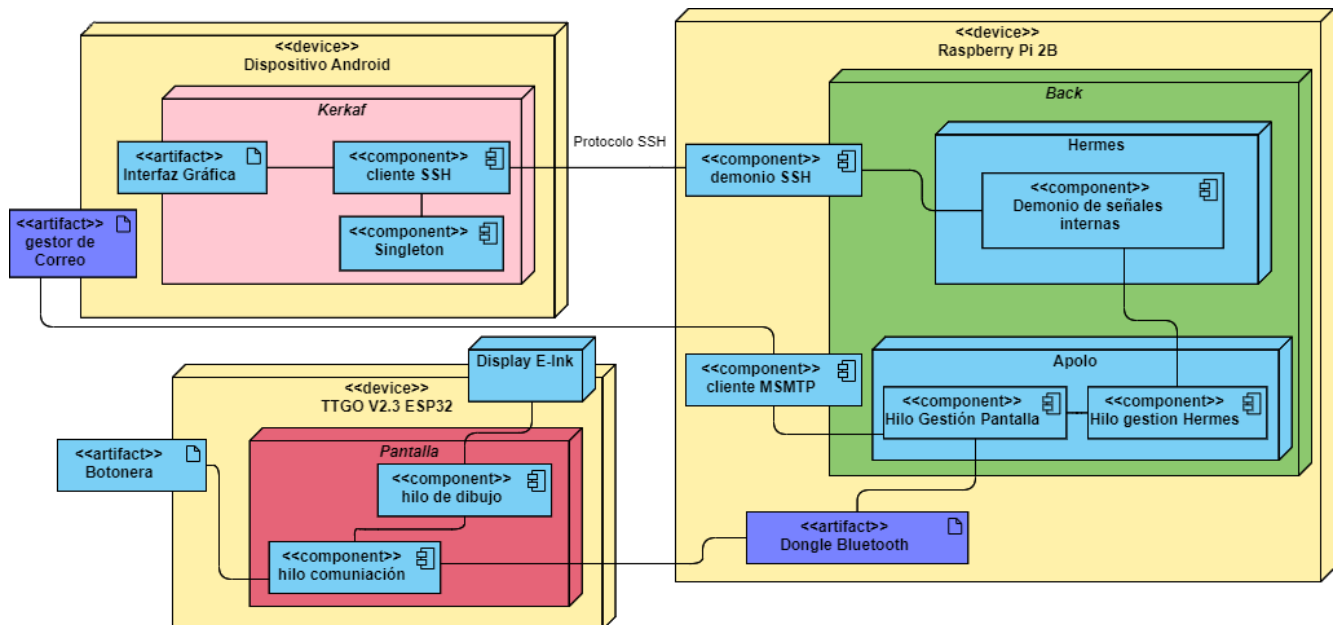 <<device>>
Dispositivo Android
Kerkaf
<<artifact>>
Interfaz Gráfica
<<component>>
cliente SSH
<<component>>
Singleton
<<artifact>>
gestor de
Correo
Protocolo SSH
<<device>>
Raspberry Pi 2B
Back
<<component>>
demonio SSH
Hermes
<<component>>
Demonio de señales
internas
<<component>>
cliente MSMTP
Apolo
<<component>>
Hilo Gestión Pantalla
<<component>>
Hilo gestion Hermes
<<artifact>>
Dongle Bluetooth
Display E-Ink
<<device>>
TTGO V2.3 ESP32
<<artifact>>
Botonera
Pantalla
<<component>>
hilo de dibujo
<<component>>
hilo comuniación